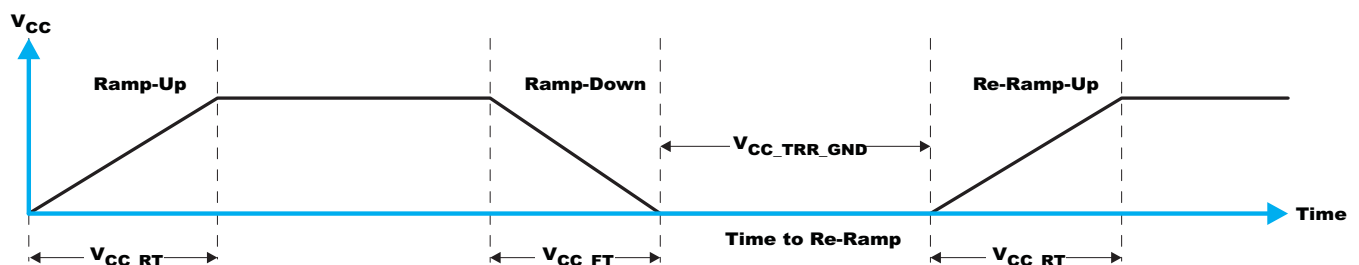 VCC
Ramp-Up
Ramp-Down
Re-Ramp-Up
VCC_TRR_GND
Time
Time to Re-Ramp
VCC_RT
VCC_FT
VCC_RT